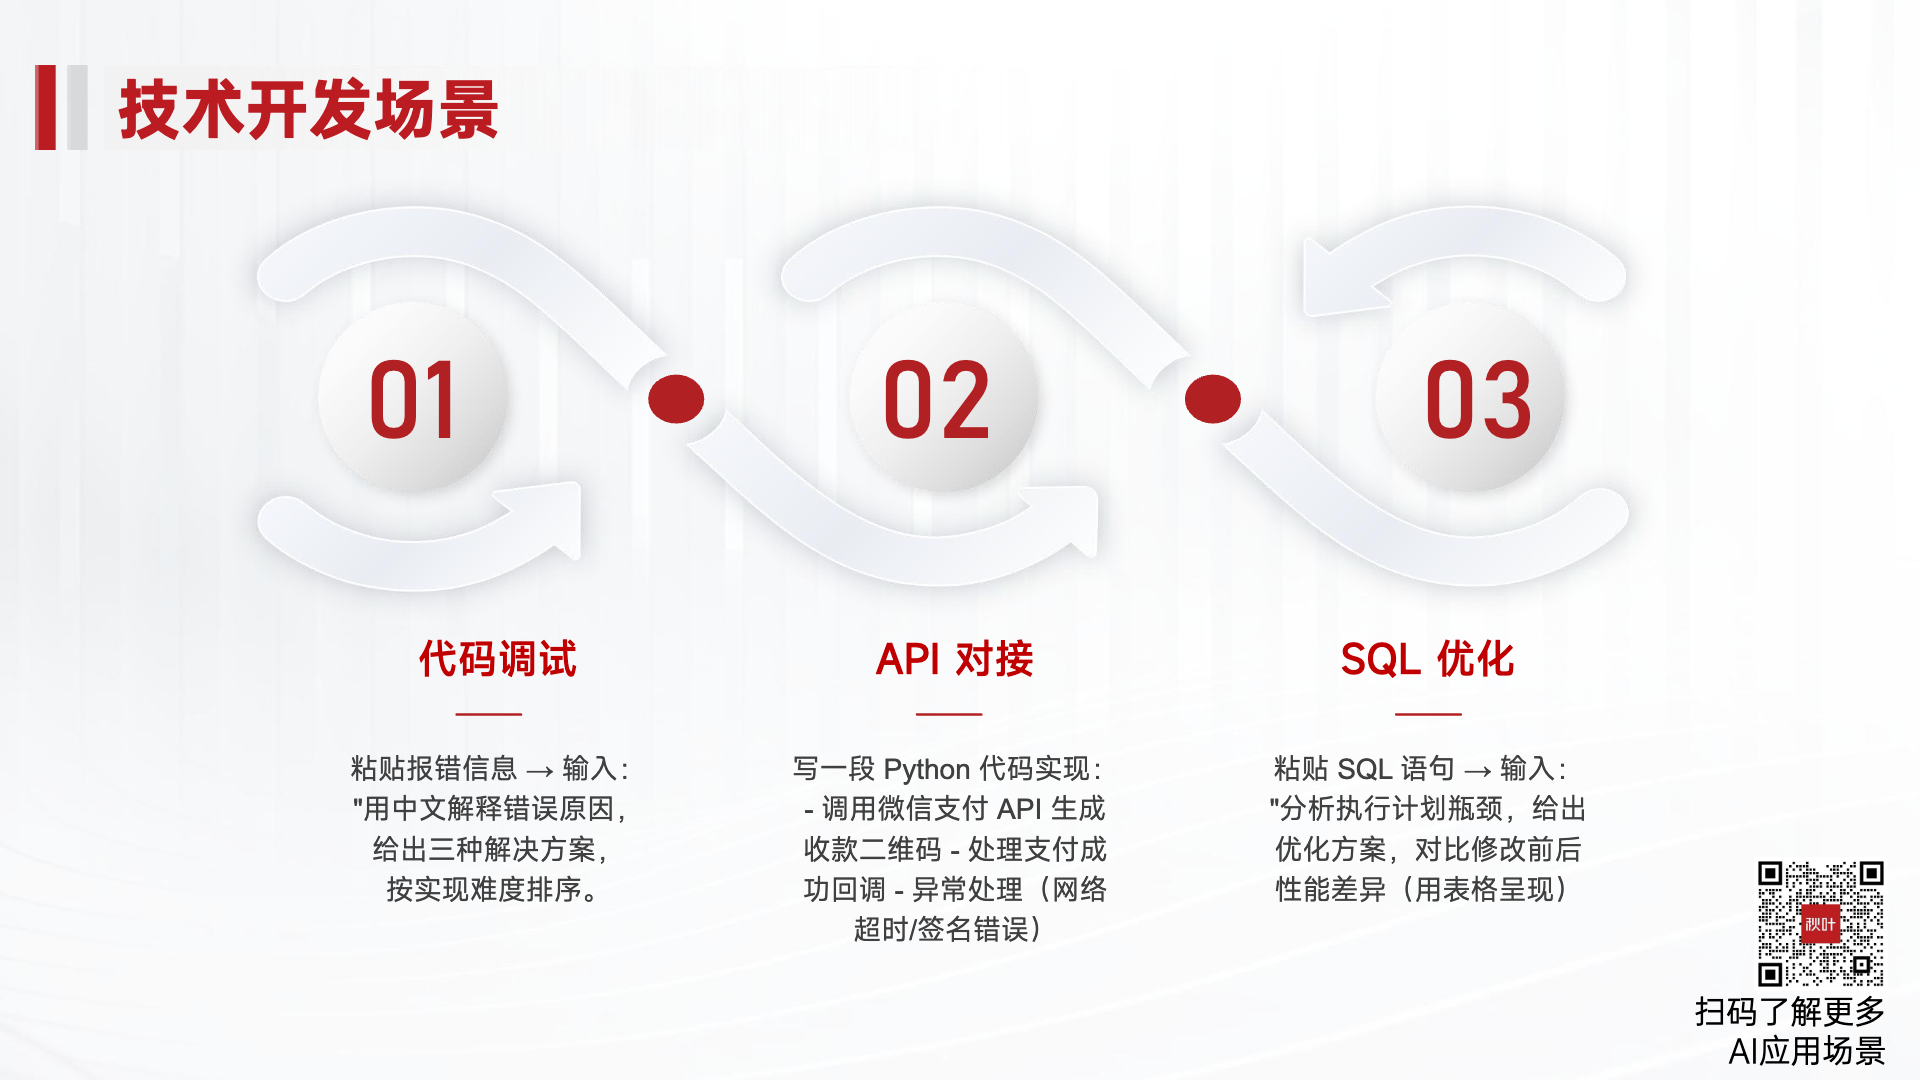 技术开发场景
01
02
03
代码调试
粘贴报错信息 → 输入：
"用中文解释错误原因，
给出三种解决方案，
按实现难度排序。
API 对接
写一段 Python 代码实现：
- 调用微信支付 API 生成
收款二维码 - 处理支付成
功回调 - 异常处理（网络
超时/签名错误）
SQL 优化
粘贴 SQL 语句 → 输入：
"分析执行计划瓶颈，给出
优化方案，对比修改前后
性能差异（用表格呈现）
秋叶
扫码了解更多
AI应用场景